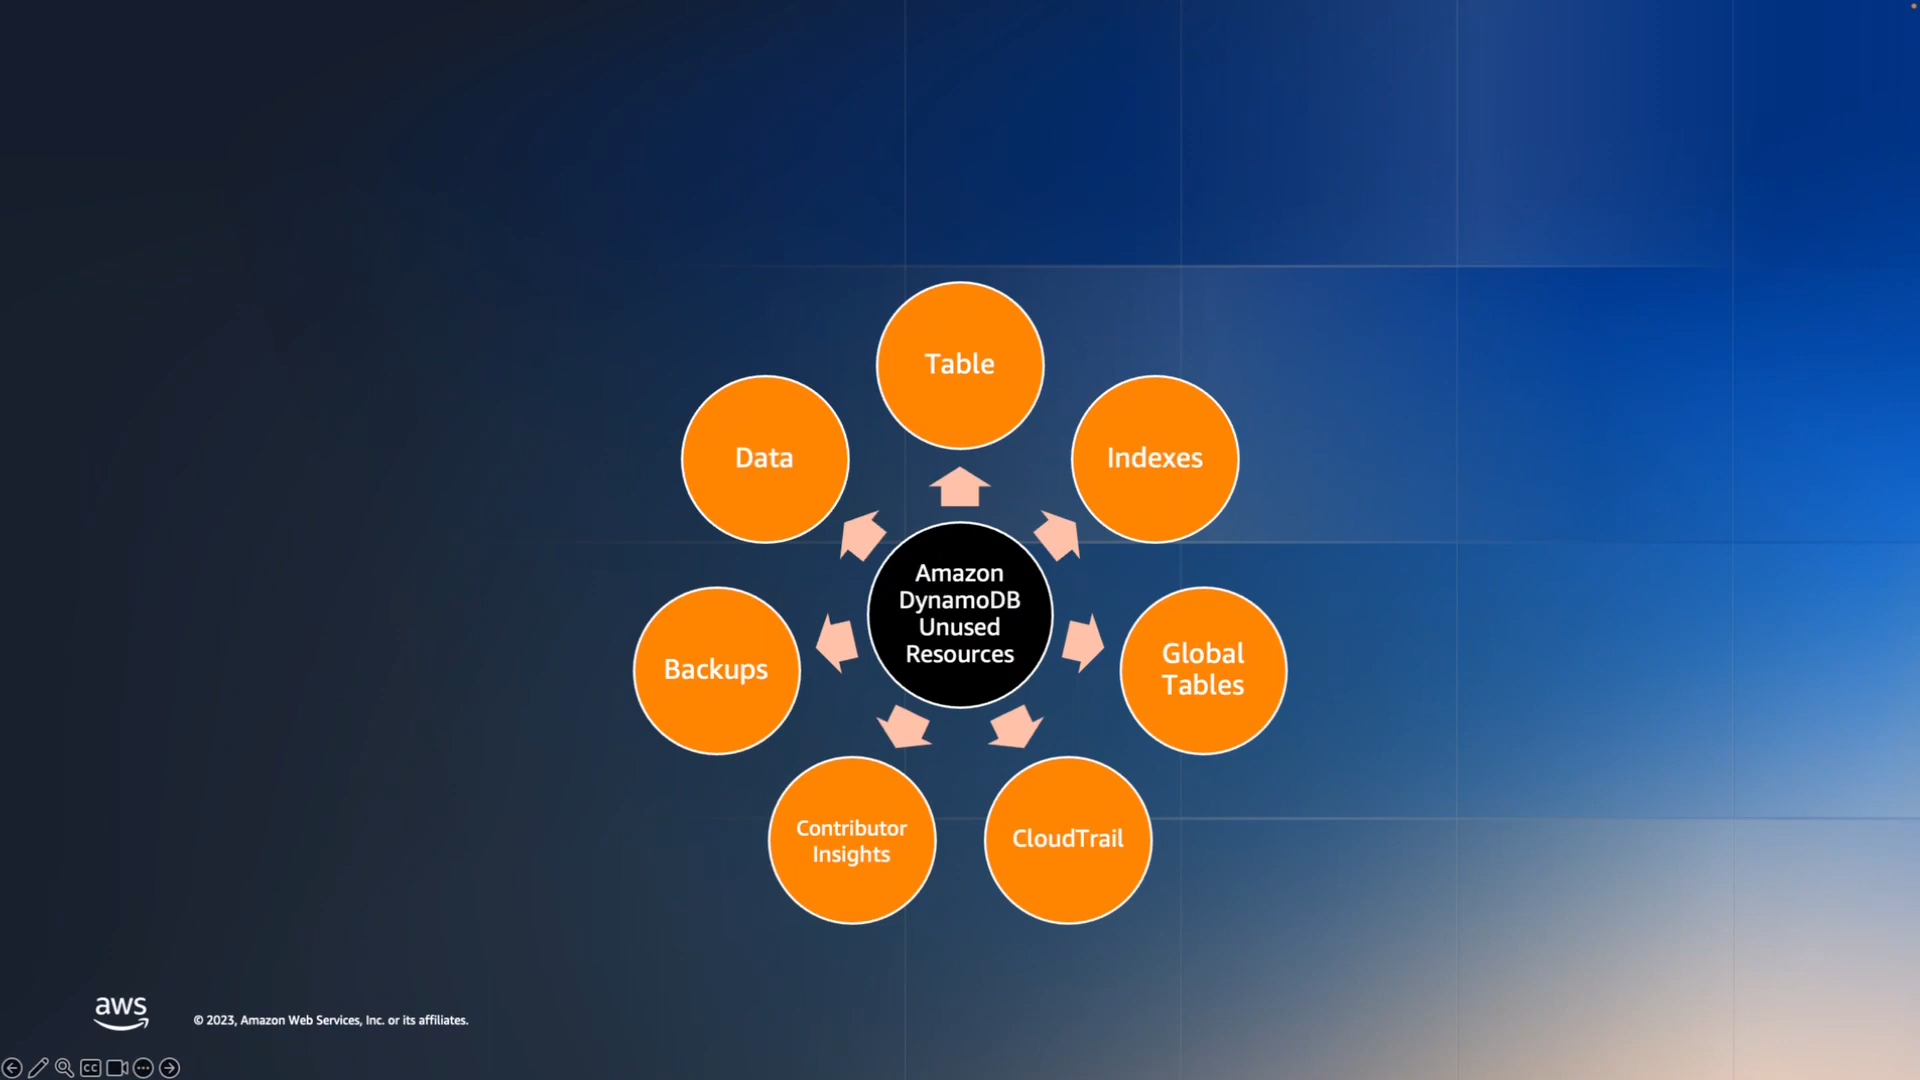 Table
Data
Indexes
Amazon
DynamoDB
Unused
Resources
Backups
Global
Tables
Contributor
Insights
CloudTrail
aws
© 2023, Amazon Web Services, Inc. or its affiliates.
CC